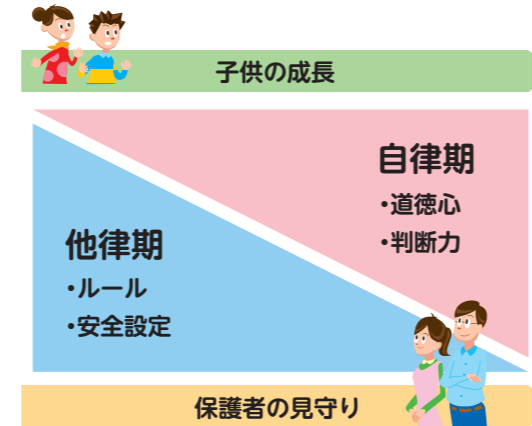 子供の成長
自律期
・道徳心
・判断力
他律期
・ルール
・安全設定
保護者の見守り